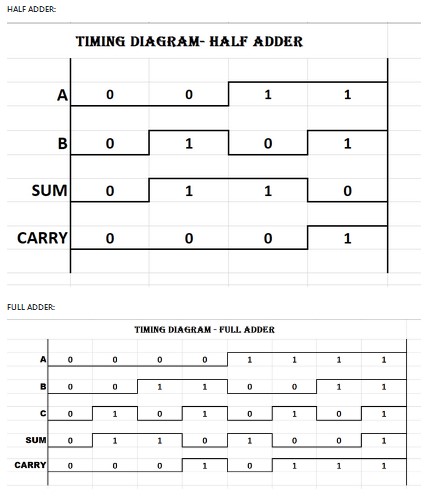 HALF ADDER:
TIMING DIAGRAM- HALF ADDER
A 0 0 1 1
B 0 1 0 1
SUM 0 1 1 0
CARRY 0 0 0 1
FULL ADDER:
TIMING DIAGRAM - FULL ADDER
A 0 0 0 0 1 1 1 1
B 0 0 1 1 0 0 1 1
C 0 1 0 1 0 1 0 1
SUM 0 1 1 0 1 0 0 1
CARRY 0 0 0 1 0 1 1 1